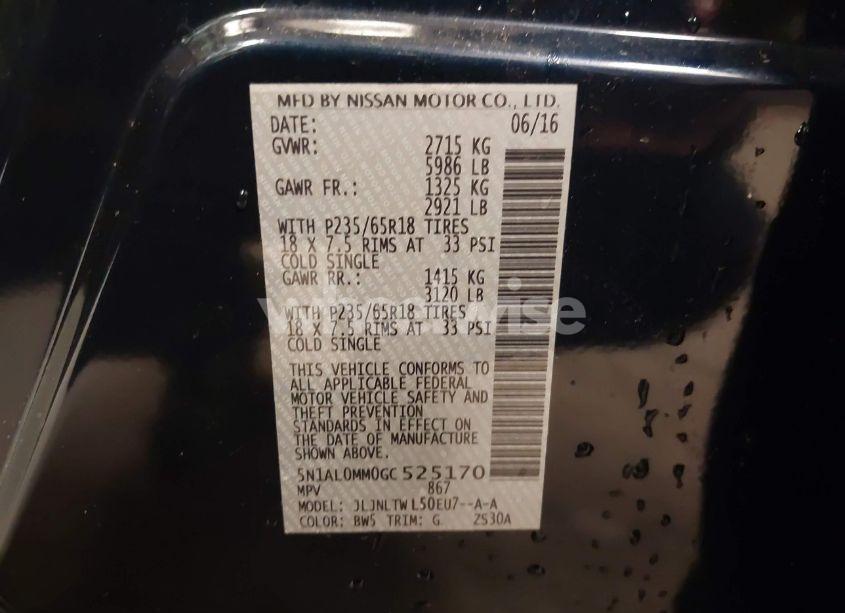 MFD BY NISSAN MOTOR CO., LTD.
DATE: 06/16
GVWR: 2715 KG
5986 LB
GAWR FR.: 1325 KG
2921 LB
WITH P235/65R18 TIRES
18 X 7.5 RIMS AT 33 PSI
COLD SINGLE
GAWR RR.: 1415 KG
3120 LB
WITH P235/65R18 TIRES
18 X 7.5 RIMS AT 33 PSI
COLD SINGLE
THIS VEHICLE CONFORMS TO
ALL APPLICABLE FEDERAL
MOTOR VEHICLE SAFETY AND
THEFT PREVENTION
STANDARDS IN EFFECT ON
THE DATE OF MANUFACTURE
SHOWN ABOVE.
5N1AL0MM0GC525170
MPV 867
MODEL: JLJNLTWL50EU7--A-A
COLOR: BW5 TRIM: G ZS30A